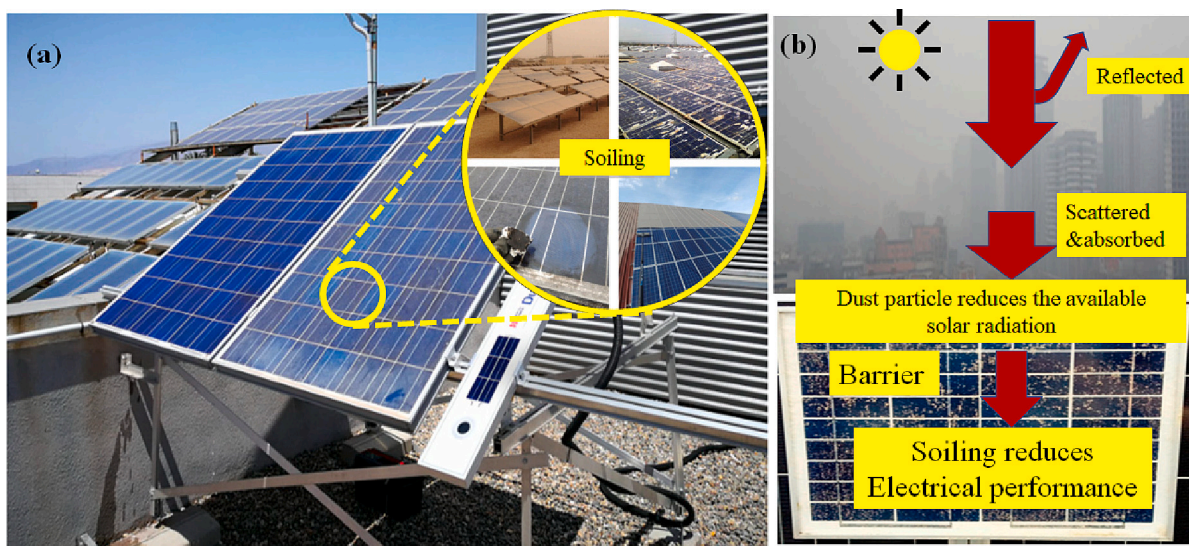 (a)
Soiling
(b)
Reflected
Scattered
&absorbed
Dust particle reduces the available
solar radiation
Barrier
Soiling reduces
Electrical performance